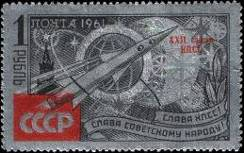 1
ПОЧТА 1961
РУБЛЬ
XXII СЪЕЗД
КПСС
СССР
СЛАВА КПСС!
СЛАВА СОВЕТСКОМУ НАРОДУ!